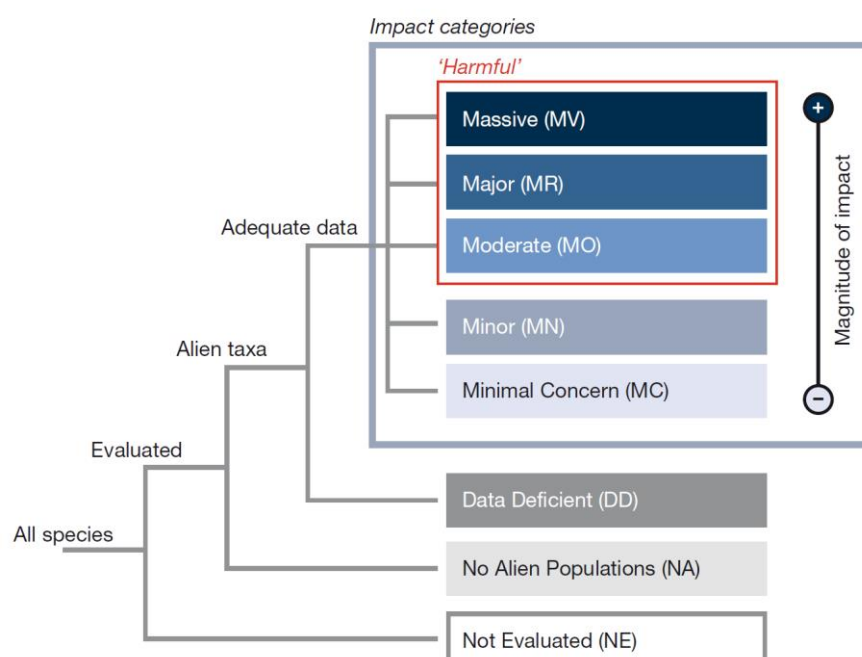 Impact categories
‘Harmful’
Massive (MV)
+
Major (MR)
Adequate data
Moderate (MO)
Magnitude of impact
Minor (MN)
Alien taxa
Minimal Concern (MC)
−
Evaluated
Data Deficient (DD)
All species
No Alien Populations (NA)
Not Evaluated (NE)